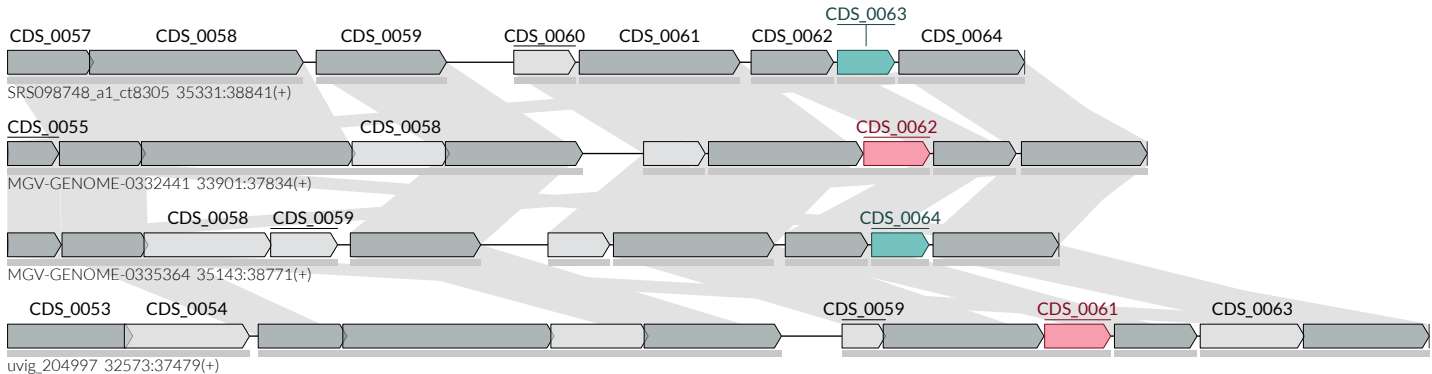 CDS_0063
CDS_0057 CDS_0058 CDS_0059 CDS_0060 CDS_0061 CDS_0062 CDS_0064
SRS098748_a1_ct8305 35331:38841(+)
CDS_0055 CDS_0058 CDS_0062
MGV-GENOME-0332441 33901:37834(+)
CDS_0058 CDS_0059 CDS_0064
MGV-GENOME-0335364 35143:38771(+)
CDS_0053 CDS_0054 CDS_0059 CDS_0061 CDS_0063
uvig_204997 32573:37479(+)